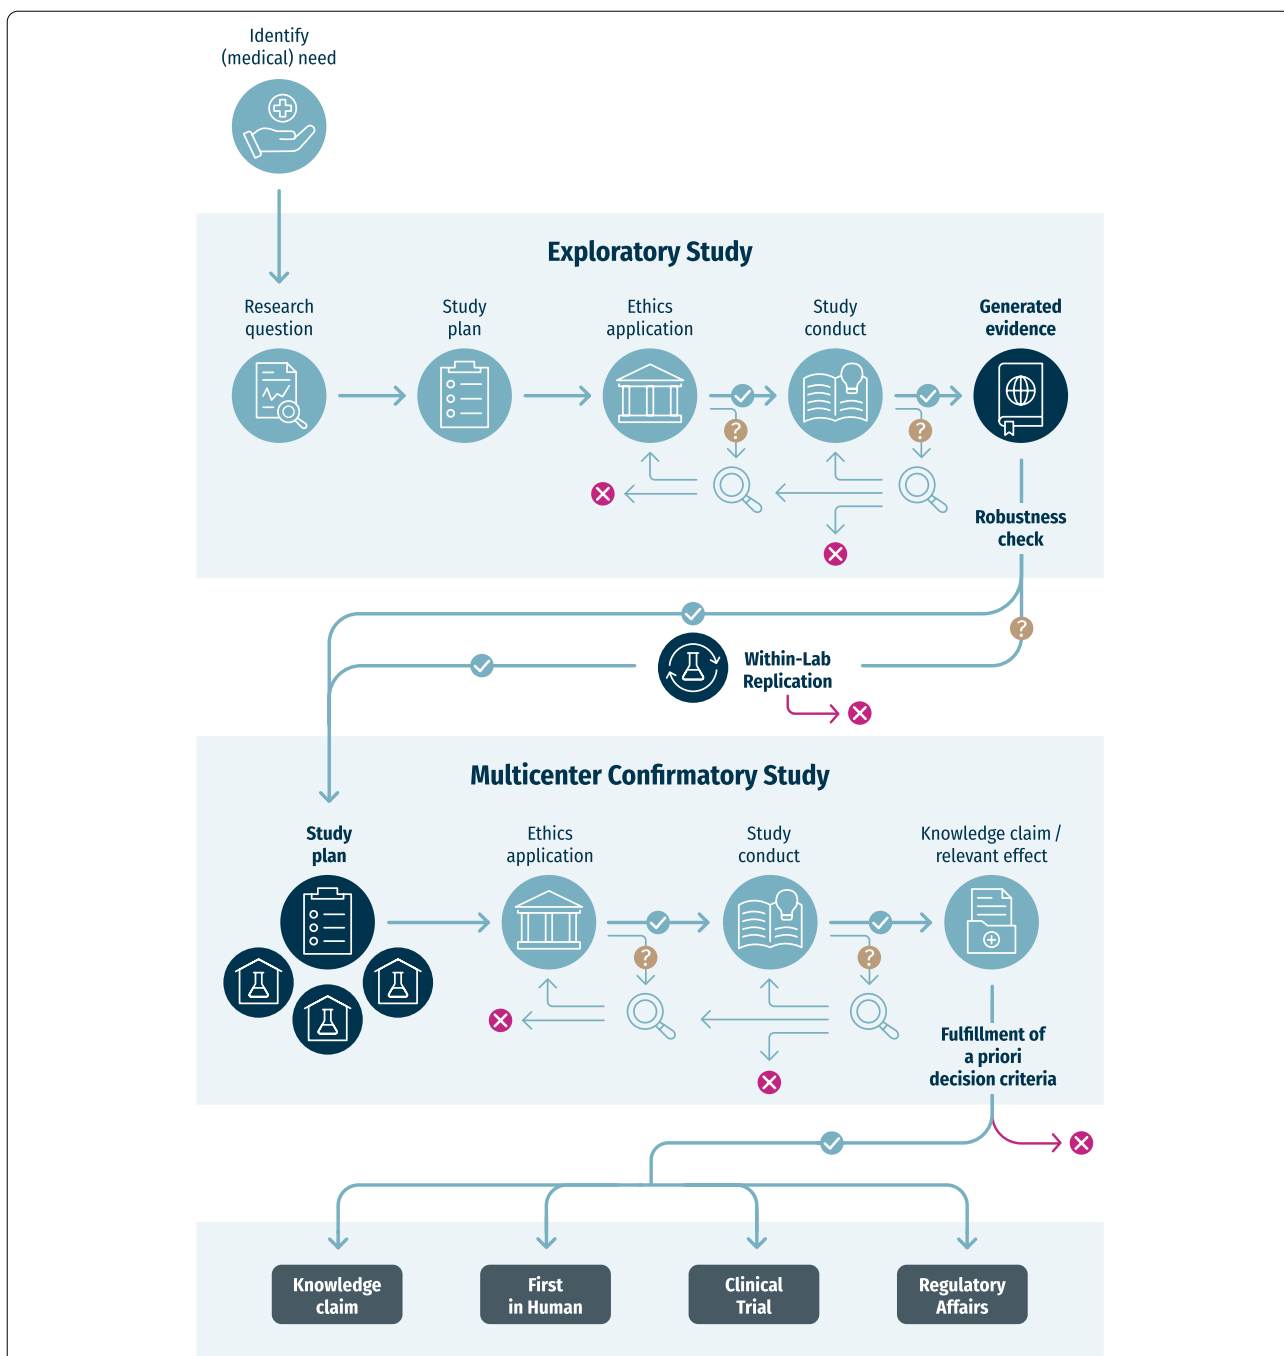 Identify
(medical) need
Exploratory Study
Research
question
Study
plan
Ethics
application
Study
conduct
Generated
evidence
?
?
Robustness
check
?
Within-Lab
Replication
Multicenter Confirmatory Study
Study
plan
Ethics
application
Study
conduct
Knowledge claim /
relevant effect
?
?
Fulfillment of
a priori
decision criteria
Knowledge
claim
First
in Human
Clinical
Trial
Regulatory
Affairs